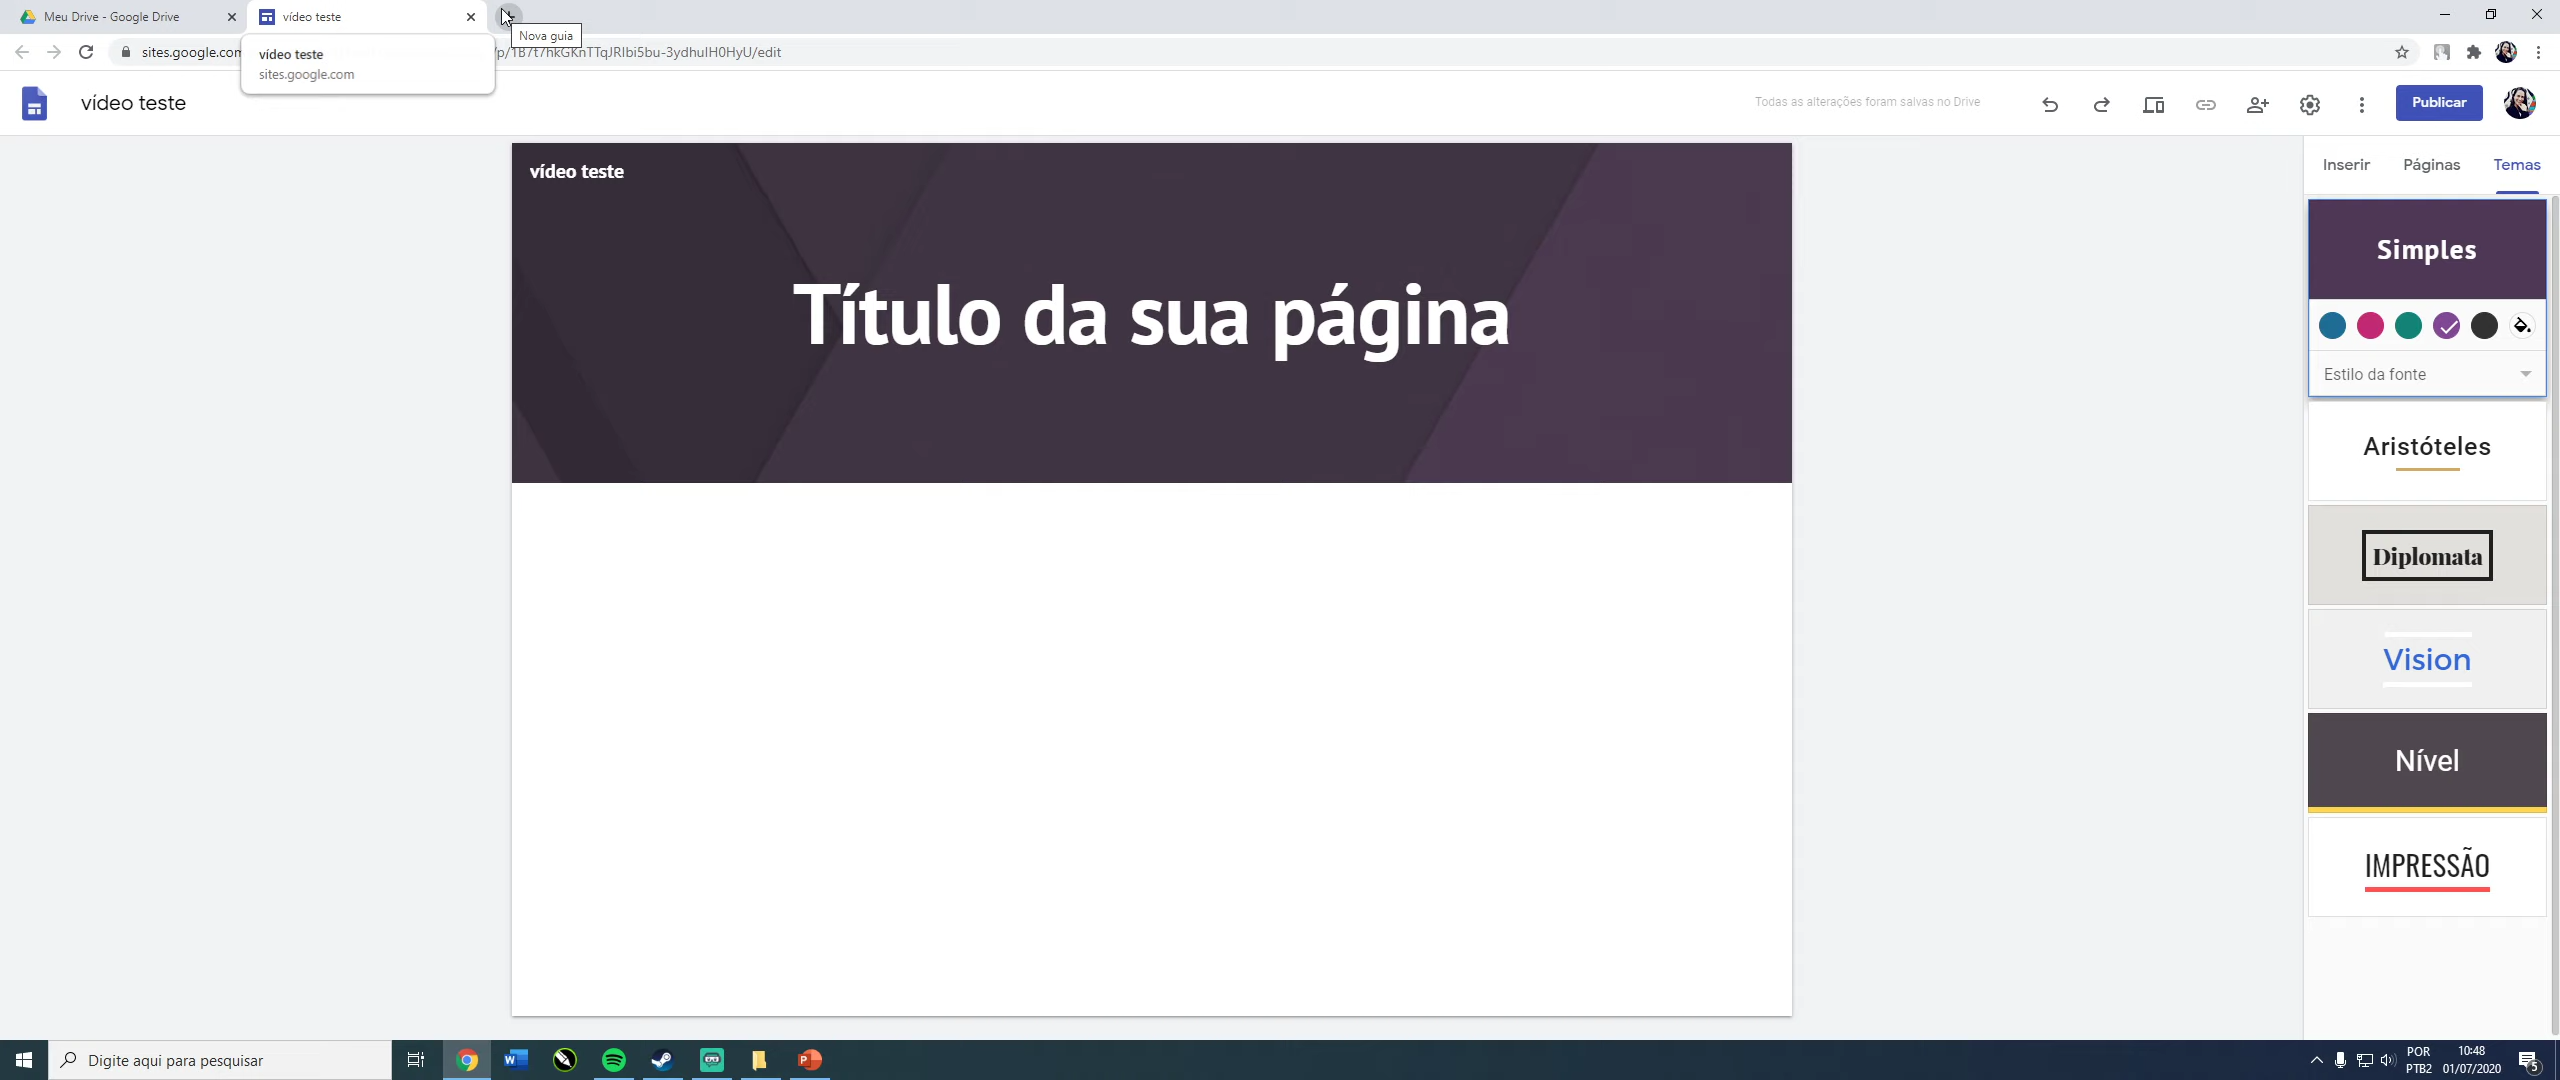 Meu Drive - Google Drive
vídeo teste
Nova guia
sites.google.com
/edit
vídeo teste
sites.google.com
vídeo teste
Todas as alterações foram salvas no Drive
Publicar
vídeo teste
Título da sua página
Inserir
Páginas
Temas
Simples
Estilo da fonte
Aristóteles
Diplomata
Vision
Nível
IMPRESSÃO
Digite aqui para pesquisar
POR
PTB2
10:48
01/07/2020
5